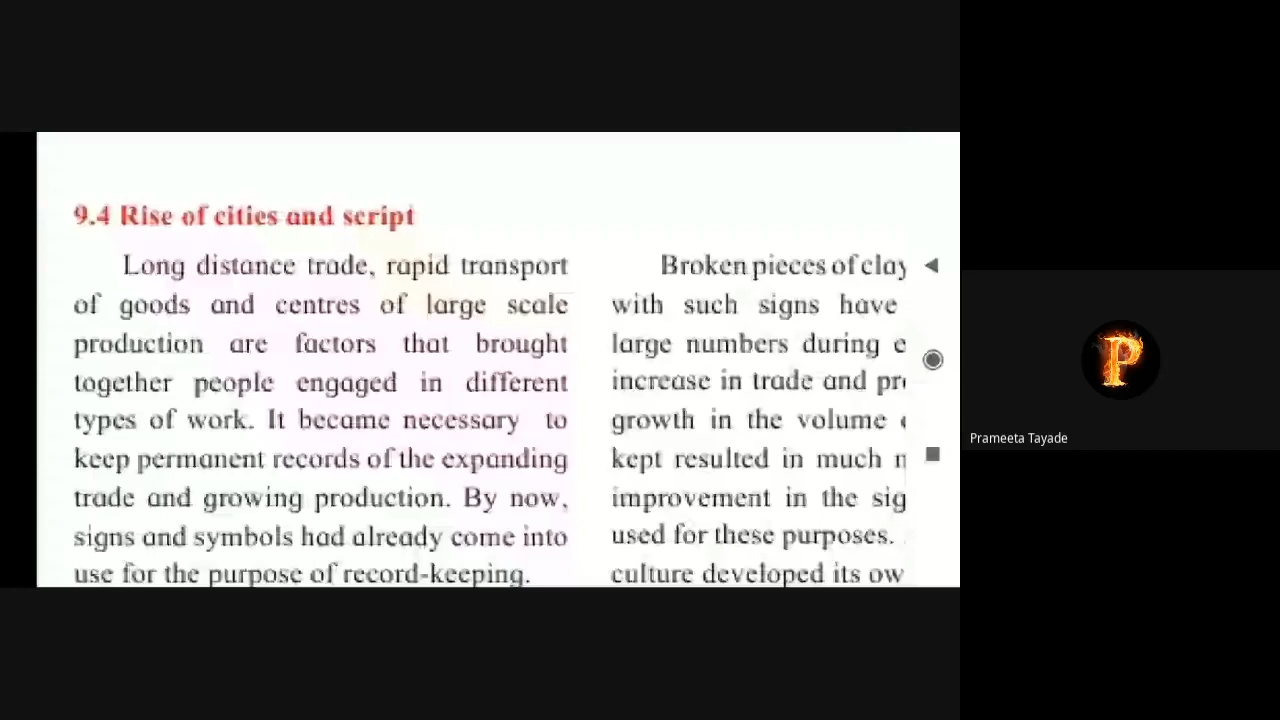 9.4 Rise of cities and script
Long distance trade, rapid transport
of goods and centres of large scale
production are factors that brought
together people engaged in different
types of work. It became necessary to
keep permanent records of the expanding
trade and growing production. By now,
signs and symbols had already come into
use for the purpose of record-keeping.
Broken pieces of clay
with such signs have
large numbers during
increase in trade and
growth in the volume
kept resulted in much
improvement in the
used for these purposes.
culture developed its
P
Prameeta Tayade